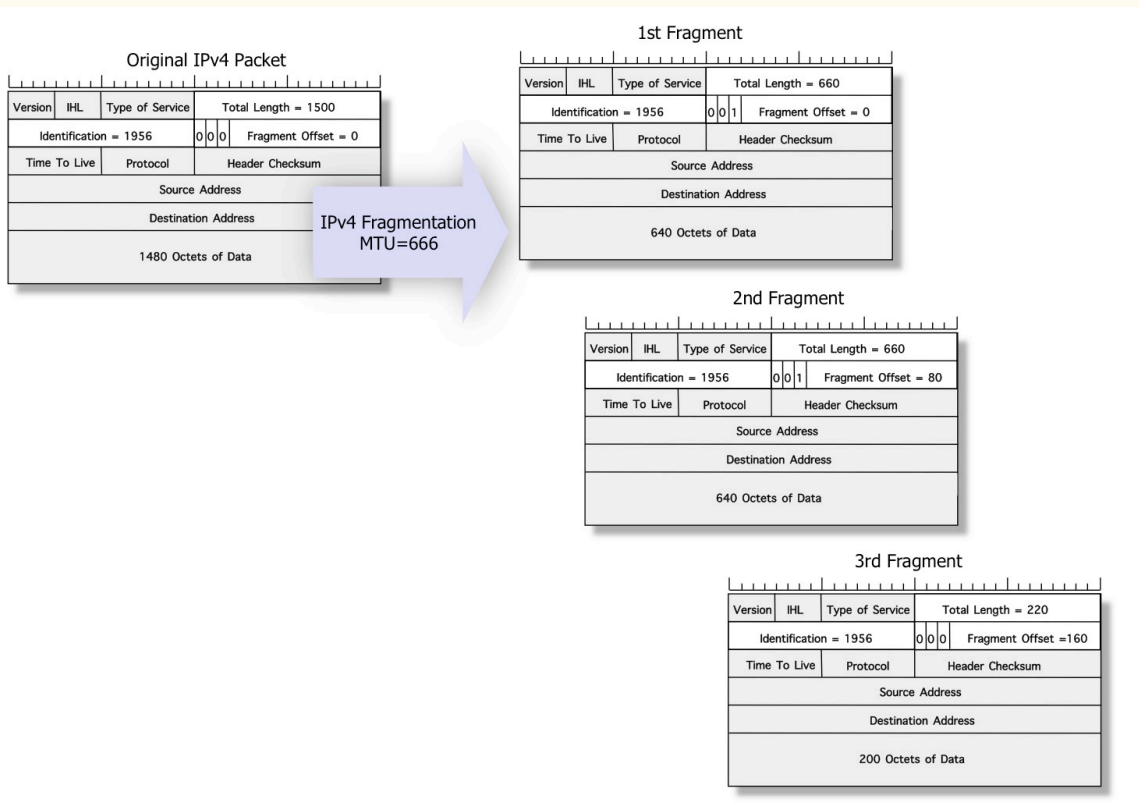 Original IPv4 Packet
Version IHL Type of Service Total Length = 1500
Identification = 1956 0 0 0 Fragment Offset = 0
Time To Live Protocol Header Checksum
Source Address
Destination Address
1480 Octets of Data
IPv4 Fragmentation
MTU=666
1st Fragment
Version IHL Type of Service Total Length = 660
Identification = 1956 0 0 1 Fragment Offset = 0
Time To Live Protocol Header Checksum
Source Address
Destination Address
640 Octets of Data
2nd Fragment
Version IHL Type of Service Total Length = 660
Identification = 1956 0 0 1 Fragment Offset = 80
Time To Live Protocol Header Checksum
Source Address
Destination Address
640 Octets of Data
3rd Fragment
Version IHL Type of Service Total Length = 220
Identification = 1956 0 0 0 Fragment Offset =160
Time To Live Protocol Header Checksum
Source Address
Destination Address
200 Octets of Data